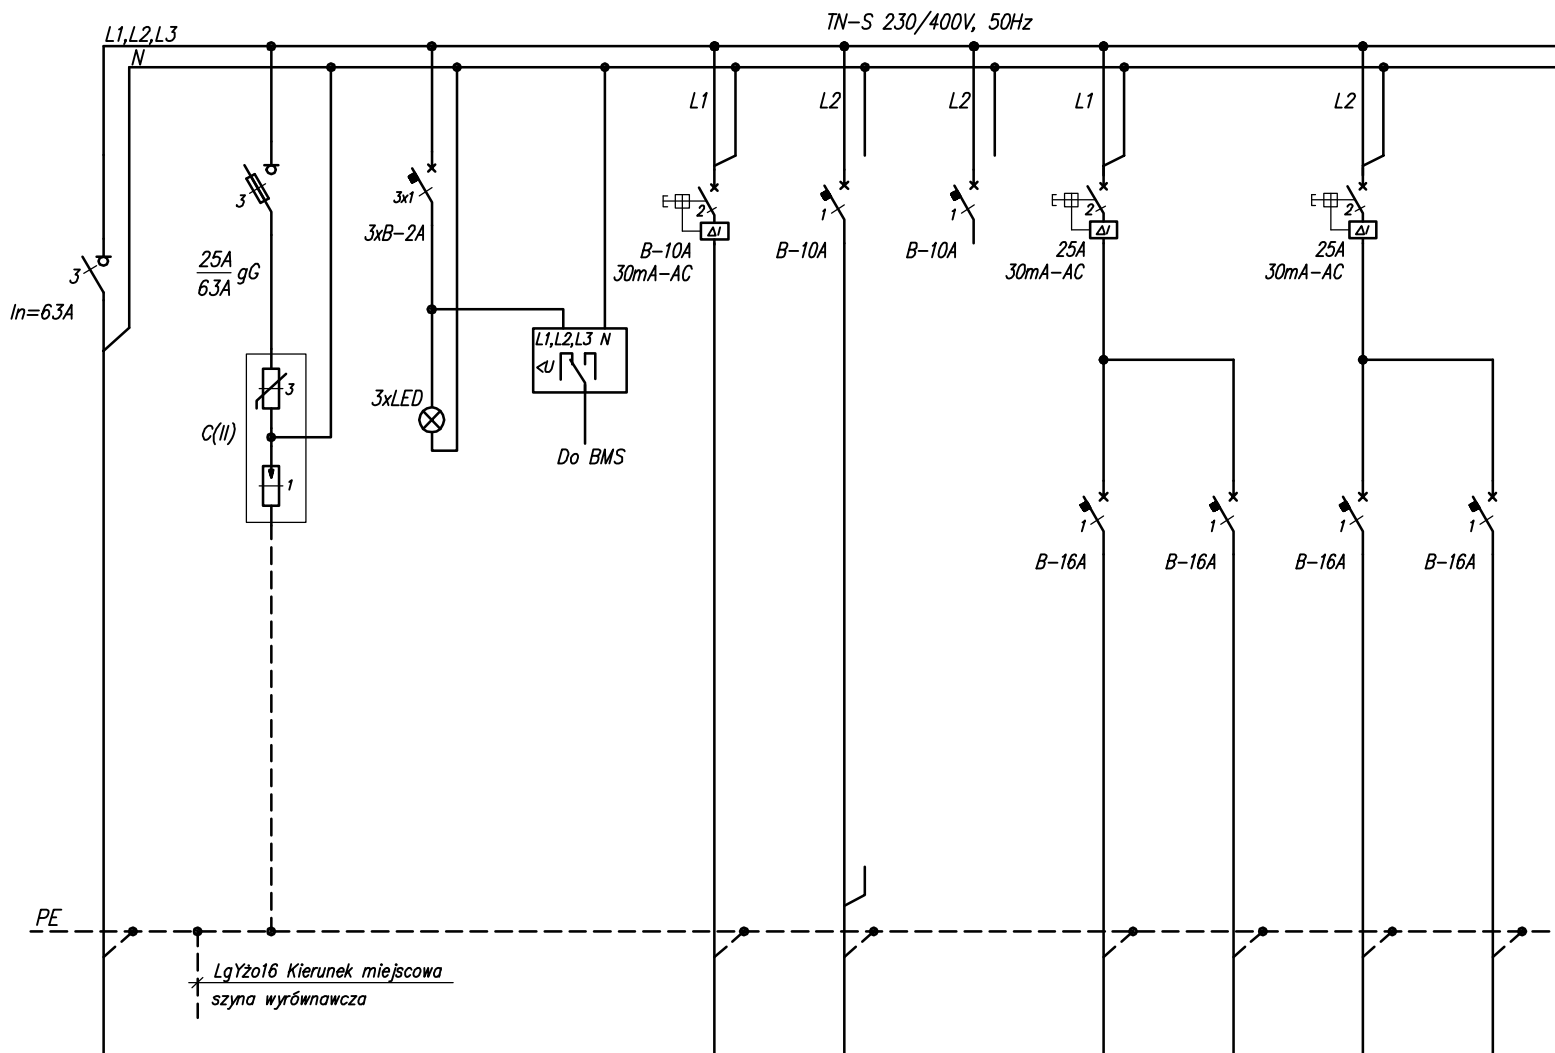 TN-S 230/400V, 50Hz
L1,L2,L3
N
L1
L2
L2
L1
L2
3
3
3x1
2
1
1
2
2
3xB-2A
B-10A
30mA-AC
B-10A
B-10A
25A
30mA-AC
25A
30mA-AC
25A
63A
gG
In=63A
L1,L2,L3 N
<U
ΔI
ΔI
ΔI
3
3xLED
C(II)
Do BMS
1
1
1
1
1
B-16A
B-16A
B-16A
B-16A
PE
LgYżo16 Kierunek miejscowa
szyna wyrównawcza